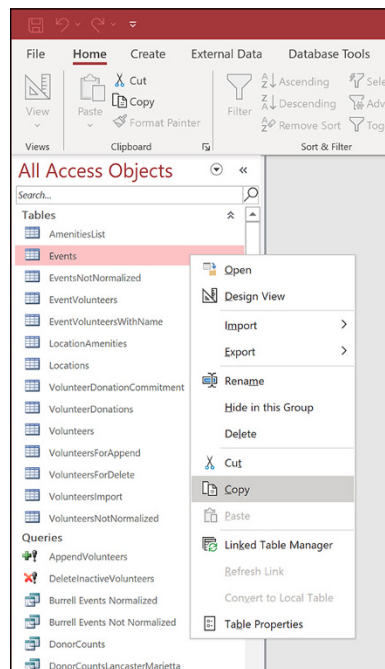 File Home Create External Data Database Tools
View
Paste
Cut
Copy
Format Painter
Filter
Ascending
Descending
Remove Sort
Sele
Adv
Tog
Views Clipboard Sort & Filter
All Access Objects
Search...
Tables
AmenitiesList
Events
EventsNotNormalized
EventVolunteers
EventVolunteersWithName
LocationAmenities
Locations
VolunteerDonationCommitment
VolunteerDonations
Volunteers
VolunteersForAppend
VolunteersForDelete
VolunteersImport
VolunteersNotNormalized
Queries
AppendVolunteers
DeleteInactiveVolunteers
Burrell Events Normalized
Burrell Events Not Normalized
DonorCounts
DonorCountsLancasterMarietta
Open
Design View
Import
Export
Rename
Hide in this Group
Delete
Cut
Copy
Paste
Linked Table Manager
Refresh Link
Convert to Local Table
Table Properties